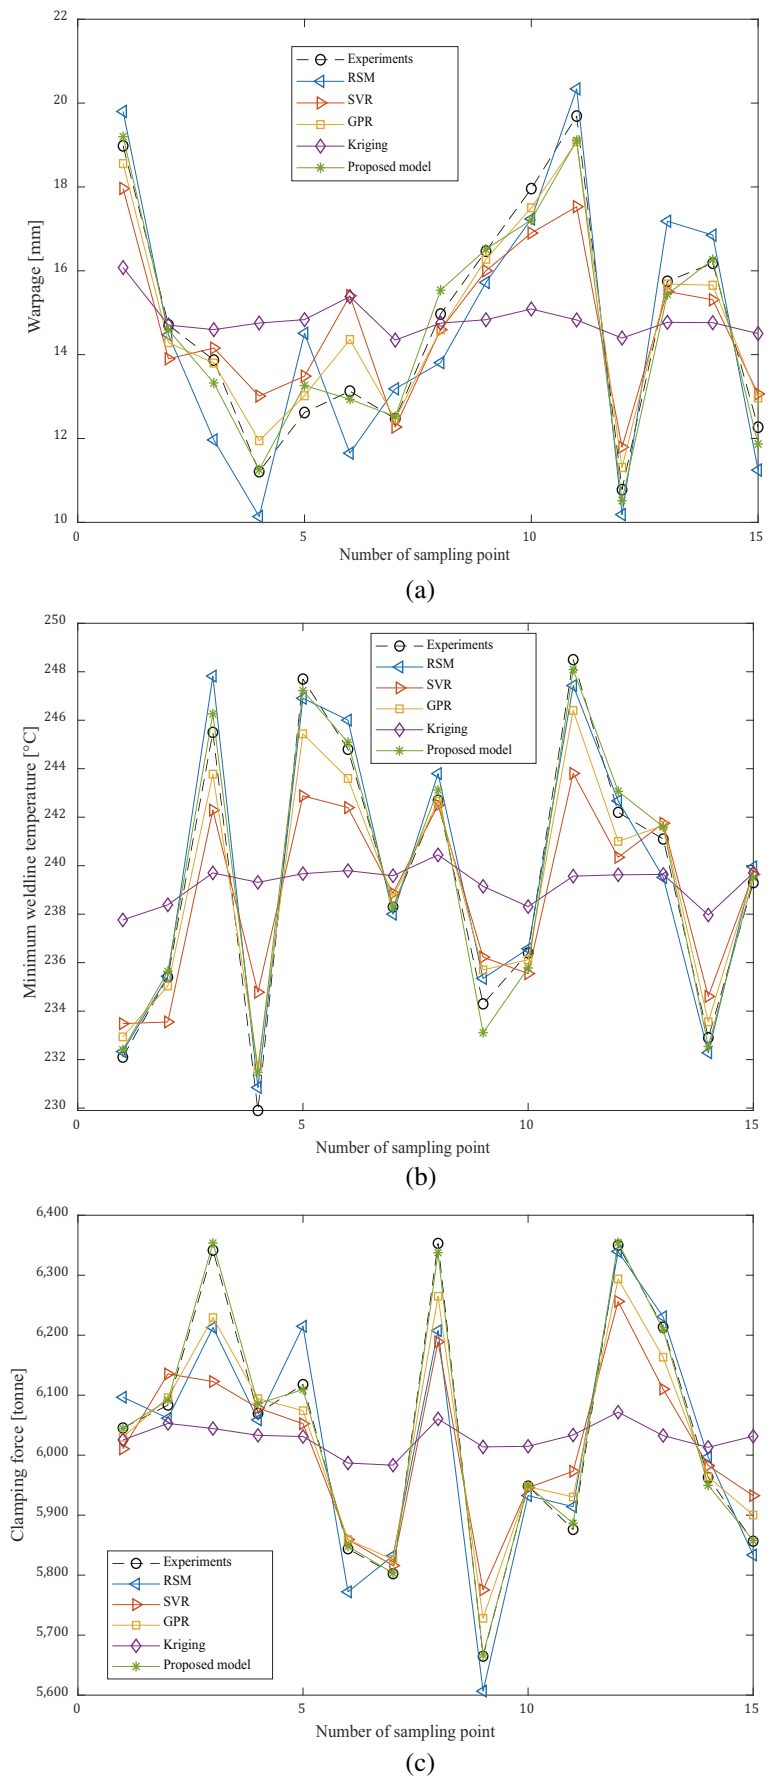 22
20
18
16
14
12
10
Warpage [mm]
Experiments
RSM
SVR
GPR
Kriging
Proposed model
0
5
10
15
Number of sampling point
(a)
250
248
246
244
242
240
238
236
234
232
230
Minimum weldline temperature [°C]
Experiments
RSM
SVR
GPR
Kriging
Proposed model
0
5
10
15
Number of sampling point
(b)
6,400
6,300
6,200
6,100
6,000
5,900
5,800
5,700
5,600
Clamping force [tonne]
Experiments
RSM
SVR
GPR
Kriging
Proposed model
0
5
10
15
Number of sampling point
(c)